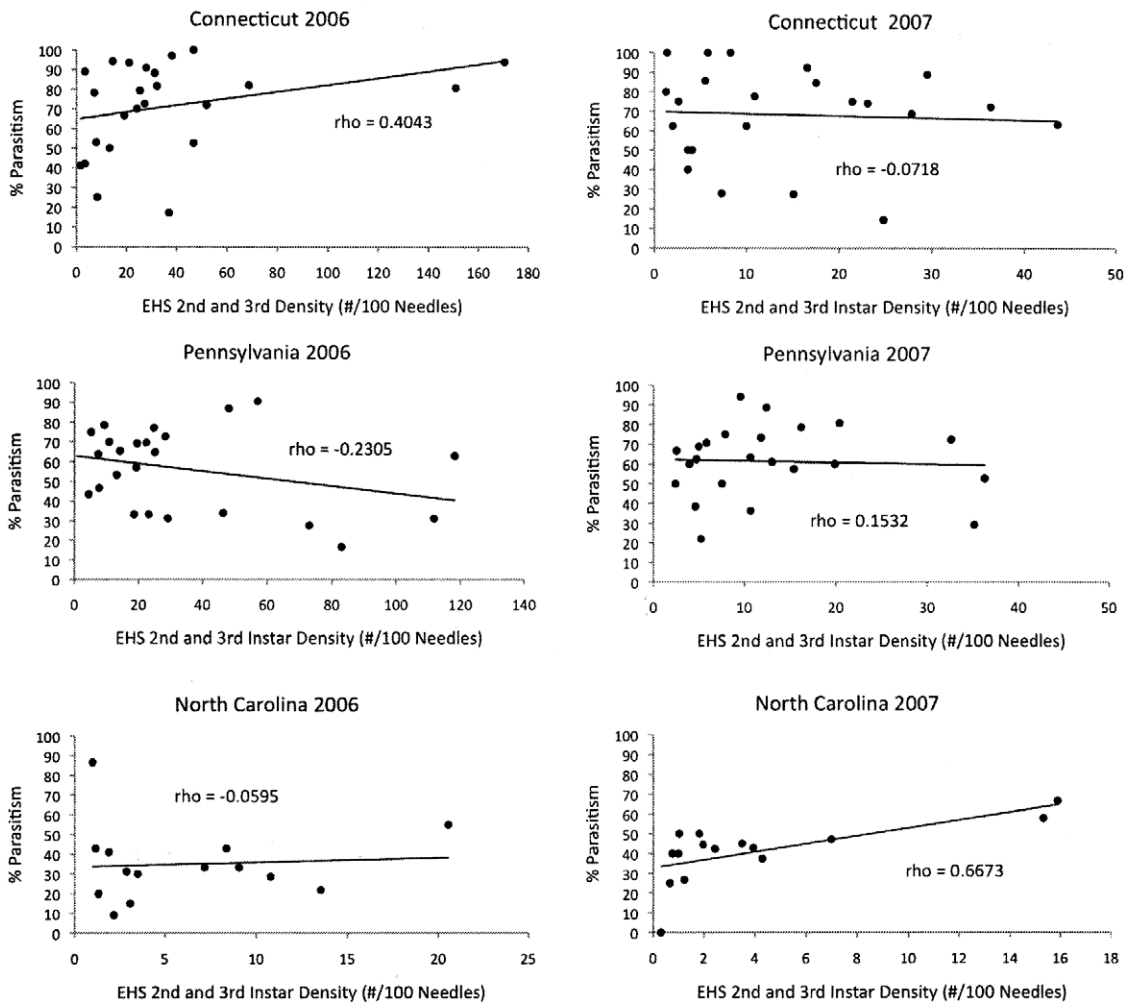 Connecticut 2006
100
90
80
70
60
50
40
30
20
10
0
% Parasitism
rho = 0.4043
0 20 40 60 80 100 120 140 160 180
EHS 2nd and 3rd Density (#/100 Needles)
Connecticut 2007
100
90
80
70
60
50
40
30
20
10
0
% Parasitism
rho = -0.0718
0 10 20 30 40 50
EHS 2nd and 3rd Instar Density (#/100 Needles)
Pennsylvania 2006
100
90
80
70
60
50
40
30
20
10
0
% Parasitism
rho = -0.2305
0 20 40 60 80 100 120 140
EHS 2nd and 3rd Instar Density (#/100 Needles)
Pennsylvania 2007
100
90
80
70
60
50
40
30
20
10
0
% Parasitism
rho = 0.1532
0 10 20 30 40 50
EHS 2nd and 3rd Instar Density (#/100 Needles)
North Carolina 2006
100
90
80
70
60
50
40
30
20
10
0
% Parasitism
rho = -0.0595
0 5 10 15 20 25
EHS 2nd and 3rd Instar Density (#/100 Needles)
North Carolina 2007
100
90
80
70
60
50
40
30
20
10
0
% Parasitism
rho = 0.6673
0 2 4 6 8 10 12 14 16 18
EHS 2nd and 3rd Instar Density (#/100 Needles)